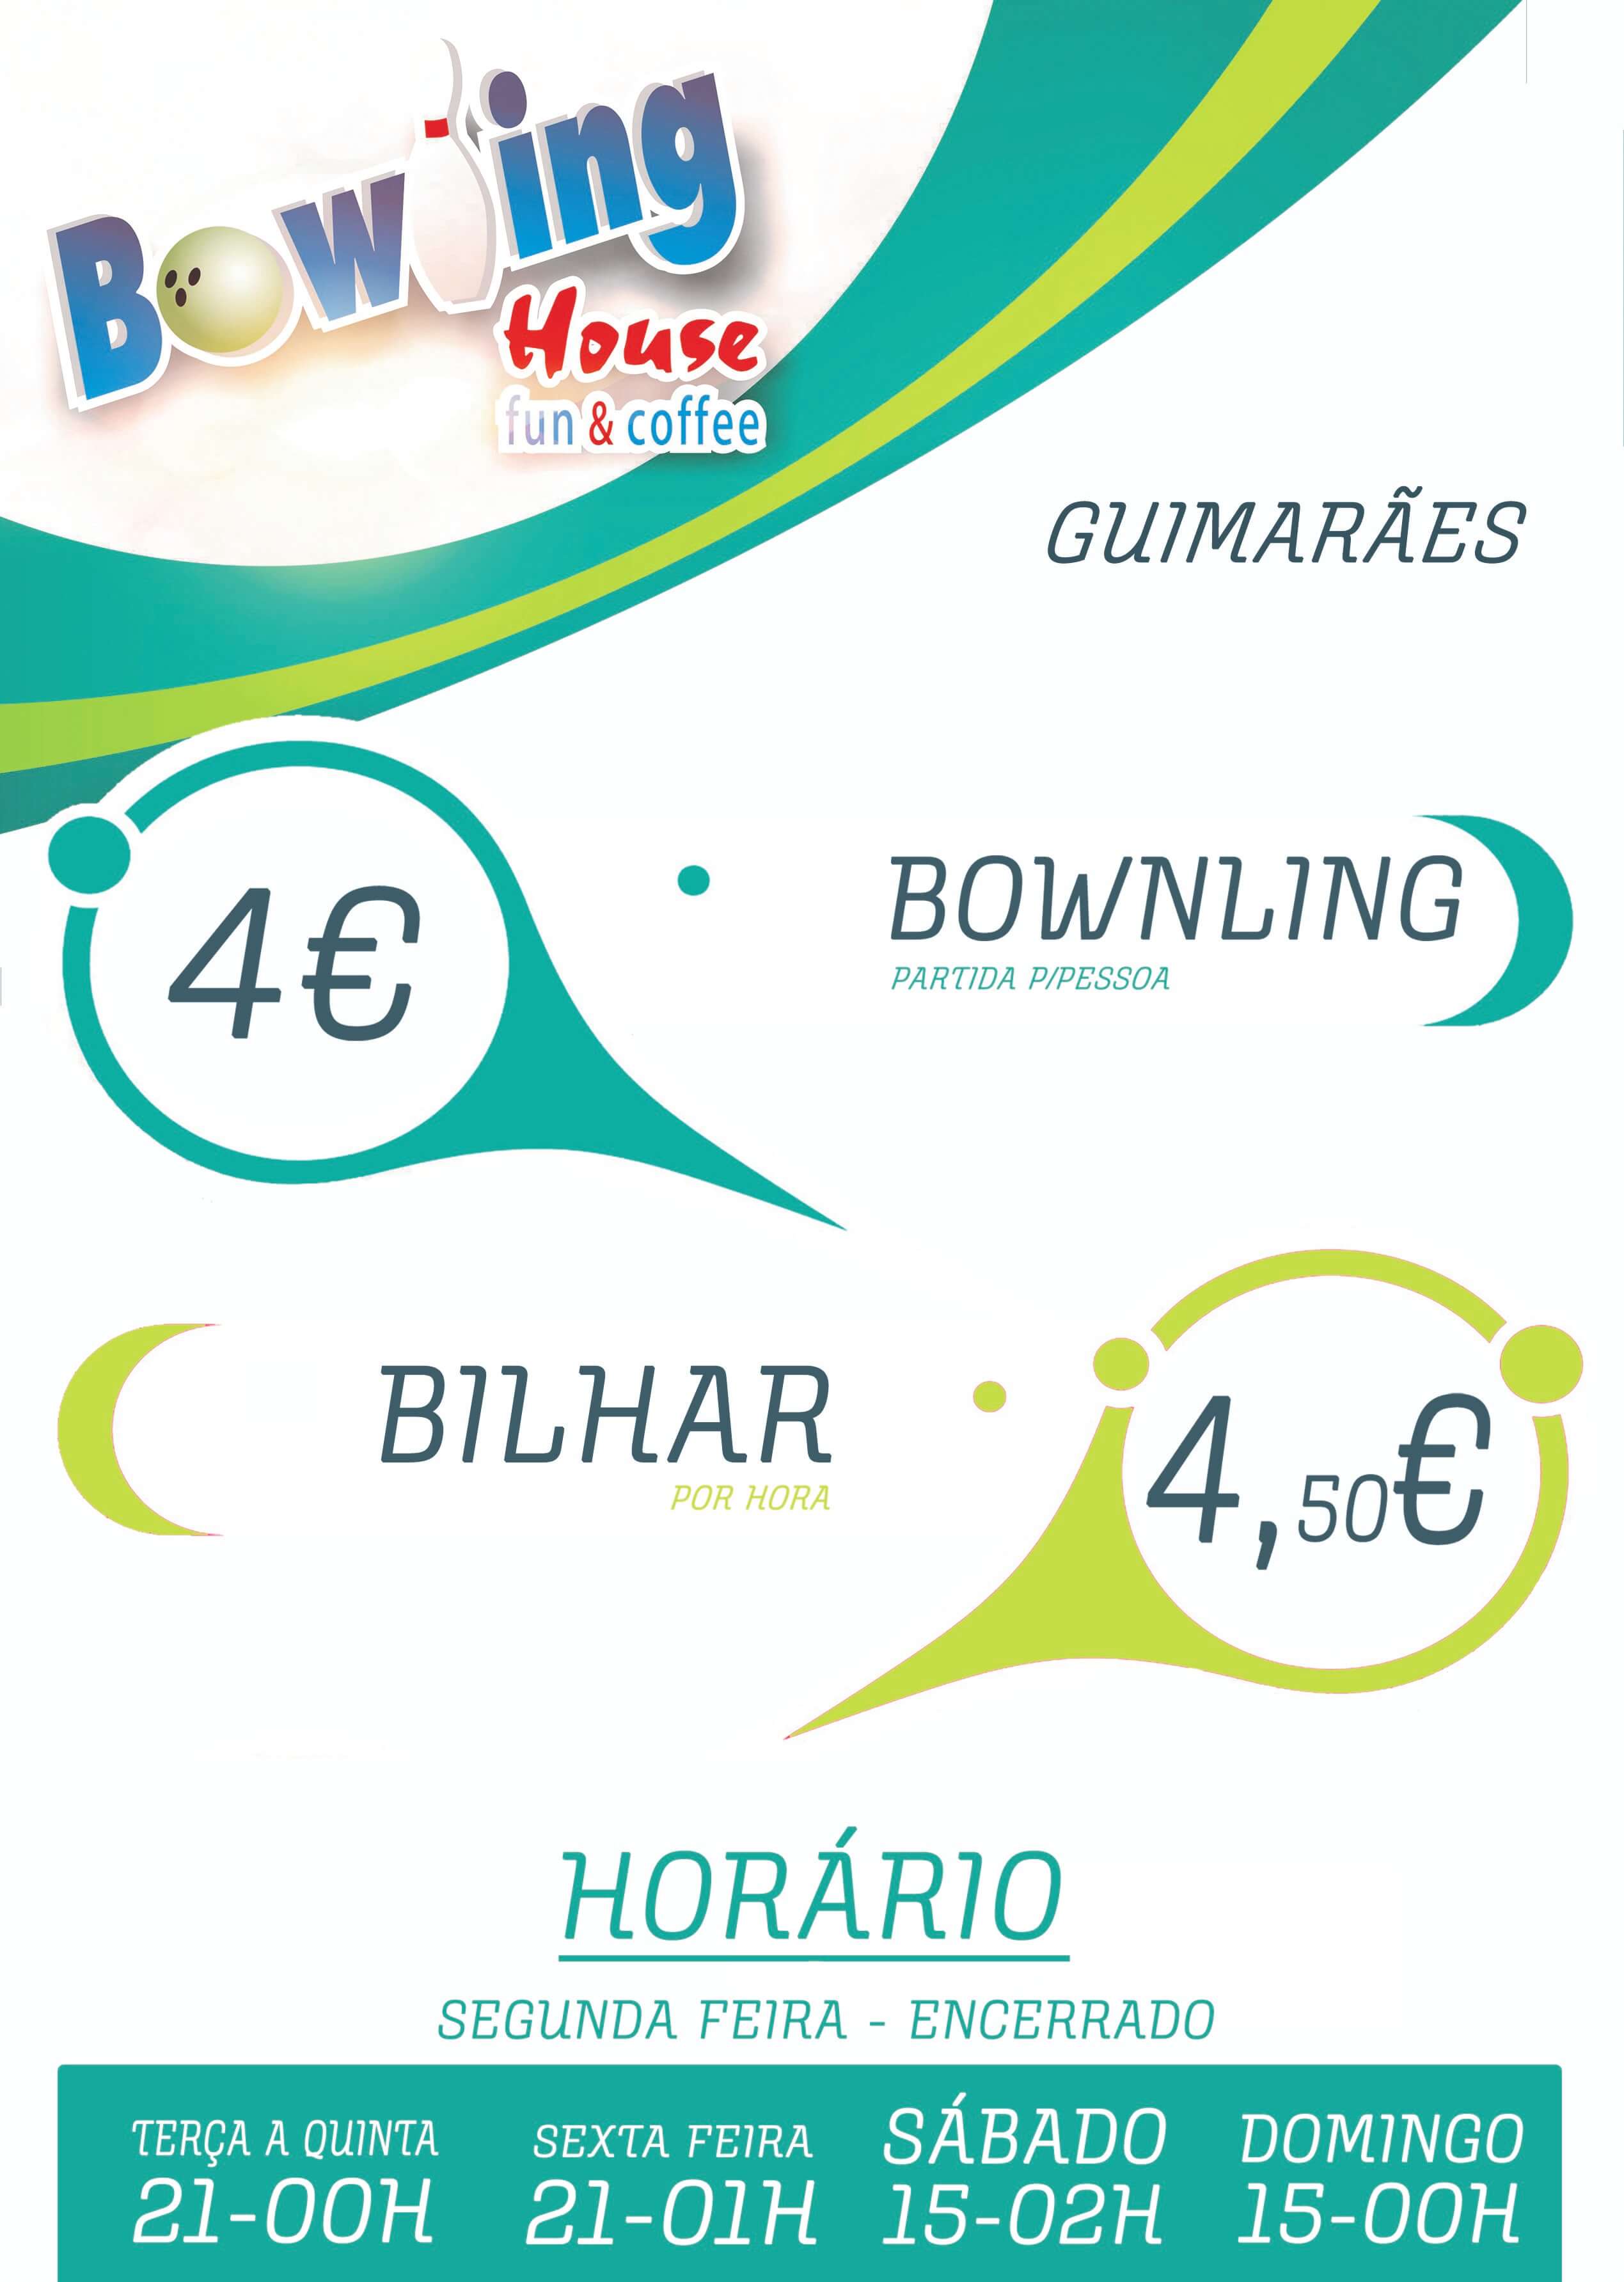 Bowling
House
fun & coffee
GUIMARÃES
4€
BOWNLING
PARTIDA P/PESSOA
BILHAR
POR HORA
4,50€
HORÁRIO
SEGUNDA FEIRA - ENCERRADO
TERÇA A QUINTA
21-00H
SEXTA FEIRA
21-01H
SÁBADO
15-02H
DOMINGO
15-00H